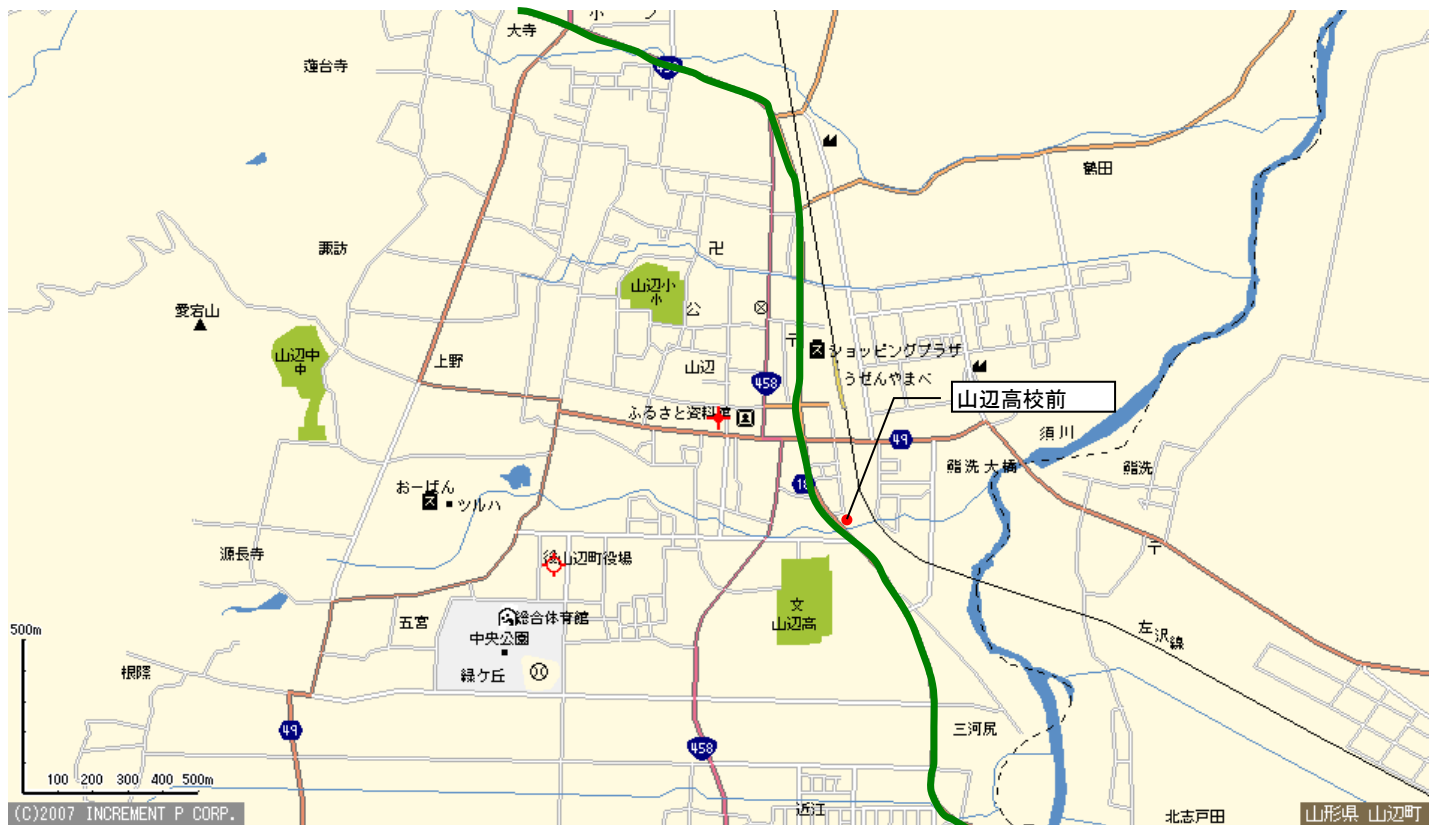 大寺
蓮台寺
鶴田
諏訪
卍
山辺小
小
公
愛宕山
〒
ショッピングプラザ
うぜんやまべ
山辺中
中
上野
山辺
458
山辺高校前
ふるさと資料館
須川
49
鮨洗大橋
鮨洗
おーばん
ス
ツルハ
源長寺
山辺町役場
〒
文
山辺高
500m
五宮
総合体育館
中央公園
左沢線
緑ケ丘
三河尻
49
458
100 200 300 400 500m
近江
北志戸田
(C)2007 INCREMENT P CORP.
山形県 山辺町